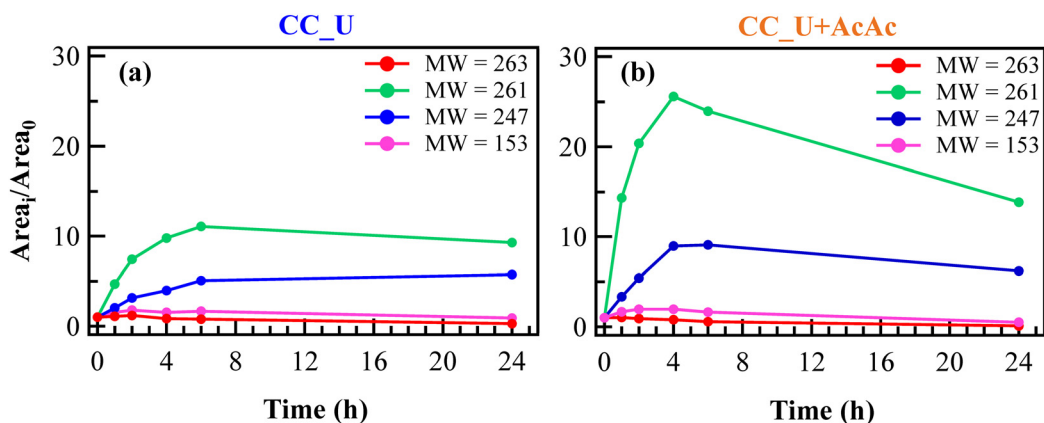 CC_U
CC_U+AcAc
(a)
MW = 263
MW = 261
MW = 247
MW = 153
30
20
10
0
Area_i/Area_0
0 4 8 12 16 20 24
Time (h)
(b)
MW = 263
MW = 261
MW = 247
MW = 153
30
20
10
0
0 4 8 12 16 20 24
Time (h)